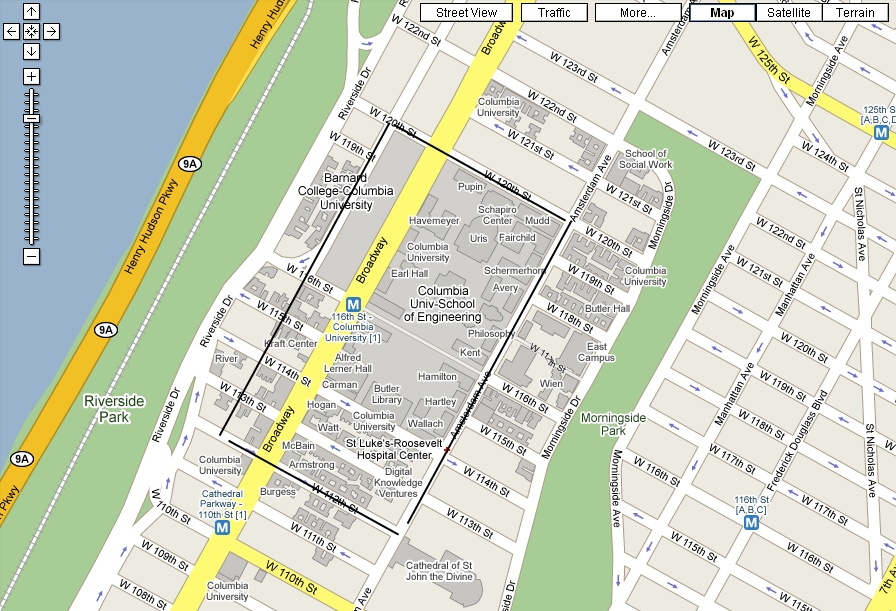 Street View
Traffic
More...
Map
Satellite
Terrain
Henry Hudson
W 122nd St
Broadway
Amsterdam Ave
W 123rd St
W 125th St
Morningside Ave
Riverside Dr
Columbia
University
W 122nd St
125th St
[A,B,C,D
M
W 120th St
W 119th St
W 121st St
W 123rd St
W 124th St
School of
Social Work
9A
Barnard
College-Columbia
University
Pupin
W 120th St
Amsterdam Ave
W 121st St
Morningside Dr
St Nicholas Ave
Henry Hudson Pkwy
Havemeyer
Schapiro
Center
Mudd
Uris
Fairchild
W 120th St
W 122nd St
Broadway
Columbia
University
Earl Hall
Schermerhorn
Avery
W 119th St
Columbia
University
Morningside Ave
W 121st St
Manhattan Ave
W 116th St
Columbia
Univ-School
of Engineering
Butler Hall
W 118th St
Riverside Dr
W 115th St
M
116th St -
Columbia
University [1]
9A
Kraft Center
Philosophy
Kent
W 117th St
East
Campus
W 120th St
River
W 114th St
Alfred
Lerner Hall
Carman
Hamilton
Wien
W 119th St
Manhattan Ave
Riverside
Park
Riverside Dr
W 113th St
Butler
Library
Hartley
W 116th St
W 118th St
Frederick Douglass Blvd
Hogan
Columbia
University
Wallach
Amsterdam Ave
Morningside Dr
Morningside
Park
Broadway
Watt
McBain
St Luke's-Roosevelt
Hospital Center
W 115th St
W 117th St
St Nicholas Ave
9A
Columbia
University
Armstrong
Digital
Knowledge
Ventures
W 114th St
W 116th St
Morningside Ave
Pkwy
Cathedral
Parkway -
110th St [1]
M
Burgess
W 112th St
W 113th St
116th St
[A,B,C]
M
W 110th St
W 111th St
W 115th St
W 116th St
W 109th St
Cathedral of St
John the Divine
W 108th St
Columbia
University
W 110th St
Ave
Dr
W 115th
7th A